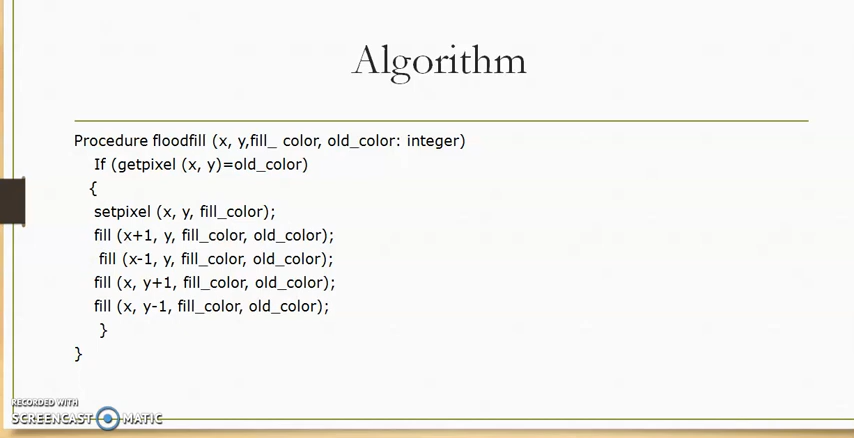 Algorithm
Procedure floodfill (x, y,fill_ color, old_color: integer)
If (getpixel (x, y)=old_color)
{
setpixel (x, y, fill_color);
fill (x+1, y, fill_color, old_color);
fill (x-1, y, fill_color, old_color);
fill (x, y+1, fill_color, old_color);
fill (x, y-1, fill_color, old_color);
}
}
RECORDED WITH
SCREENCAST MATIC